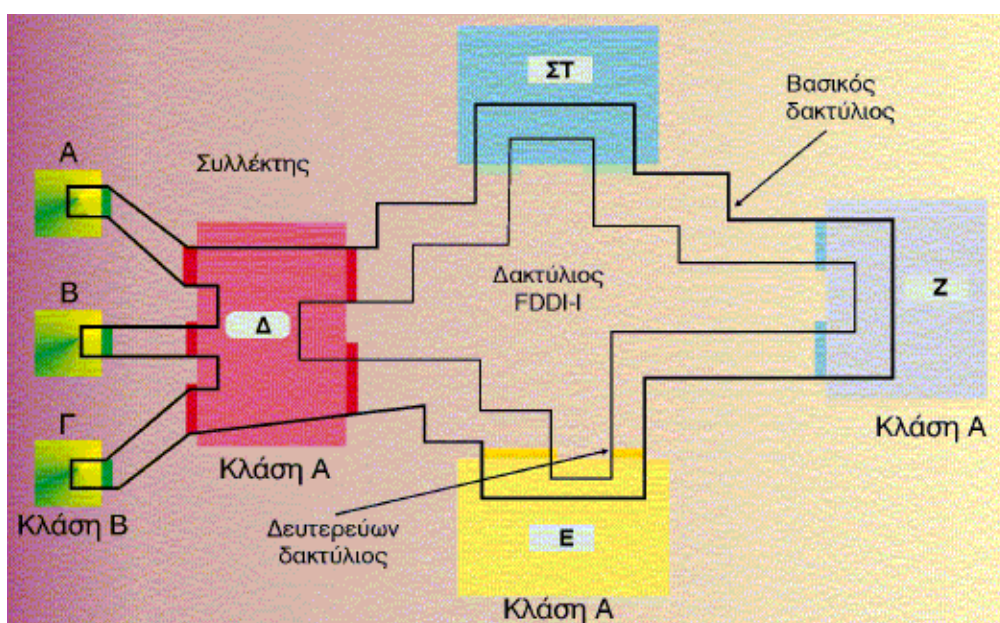 ΣΤ
Βασικός
δακτύλιος
Α
Συλλέκτης
Β
Δακτύλιος
FDDI-I
Ζ
Δ
Γ
Κλάση Α
Κλάση Α
Κλάση Β
Δευτερεύων
δακτύλιος
Ε
Κλάση Α